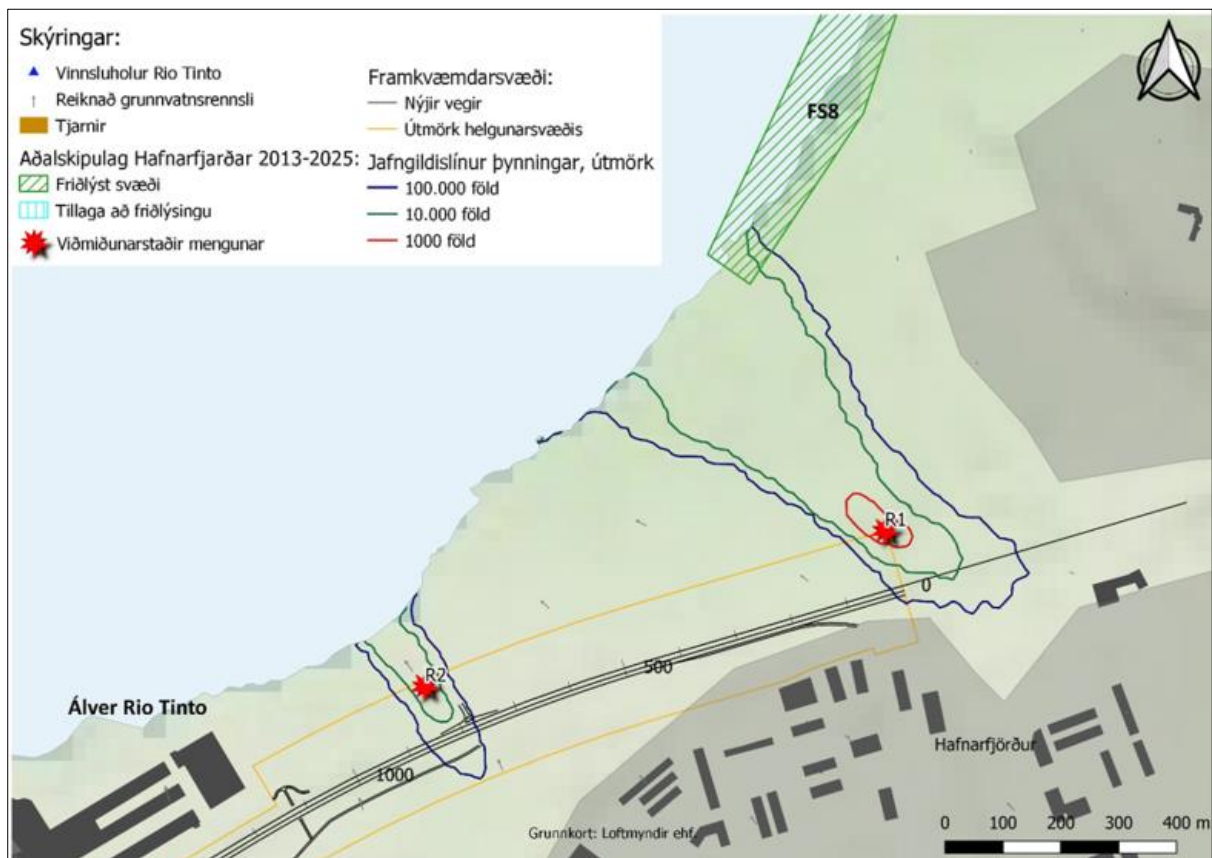 Skýringar:
Vinnsluholur Rio Tinto
Reiknað grunnvatnsrennsli
Tjarnir
Aðalskipulag Hafnarfjarðar 2013-2025:
Friðlýst svæði
Tillaga að friðlýsingu
Viðmiðunarstaðir mengunar
Framkvæmdarsvæði:
Nýjir vegir
Útmörk helgunarsvæðis
Jafngildislínur þynningar, útmörk
100.000 föld
10.000 föld
1000 föld
FS8
R1
0
500
R2
Álver Rio Tinto
1000
Hafnarfjörður
Grunnkort: Loftmyndir ehf.
0 100 200 300 400 m